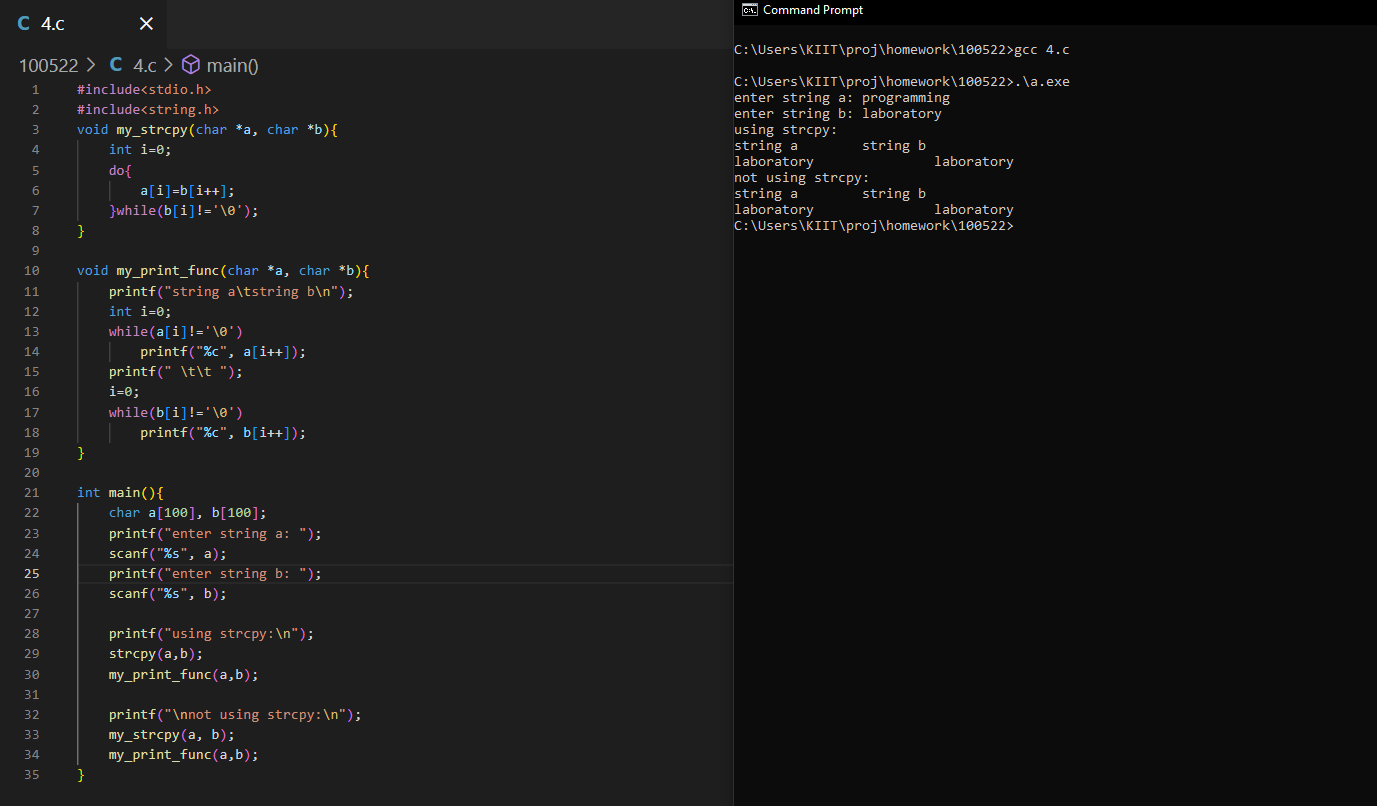 C 4.c ×
100522 > C 4.c > main()
1 #include<stdio.h>
2 #include<string.h>
3 void my_strcpy(char *a, char *b){
4     int i=0;
5     do{
6         a[i]=b[i++];
7     }while(b[i]!='\0');
8 }
9
10 void my_print_func(char *a, char *b){
11     printf("string a\tstring b\n");
12     int i=0;
13     while(a[i]!='\0')
14         printf("%c", a[i++]);
15     printf(" \t\t ");
16     i=0;
17     while(b[i]!='\0')
18         printf("%c", b[i++]);
19 }
20
21 int main(){
22     char a[100], b[100];
23     printf("enter string a: ");
24     scanf("%s", a);
25     printf("enter string b: ");
26     scanf("%s", b);
27
28     printf("using strcpy:\n");
29     strcpy(a,b);
30     my_print_func(a,b);
31
32     printf("\nnot using strcpy:\n");
33     my_strcpy(a, b);
34     my_print_func(a,b);
35 }
Command Prompt
C:\Users\KIIT\proj\homework\100522>gcc 4.c
C:\Users\KIIT\proj\homework\100522>.\a.exe
enter string a: programming
enter string b: laboratory
using strcpy:
string a        string b
laboratory               laboratory
not using strcpy:
string a        string b
laboratory               laboratory
C:\Users\KIIT\proj\homework\100522>